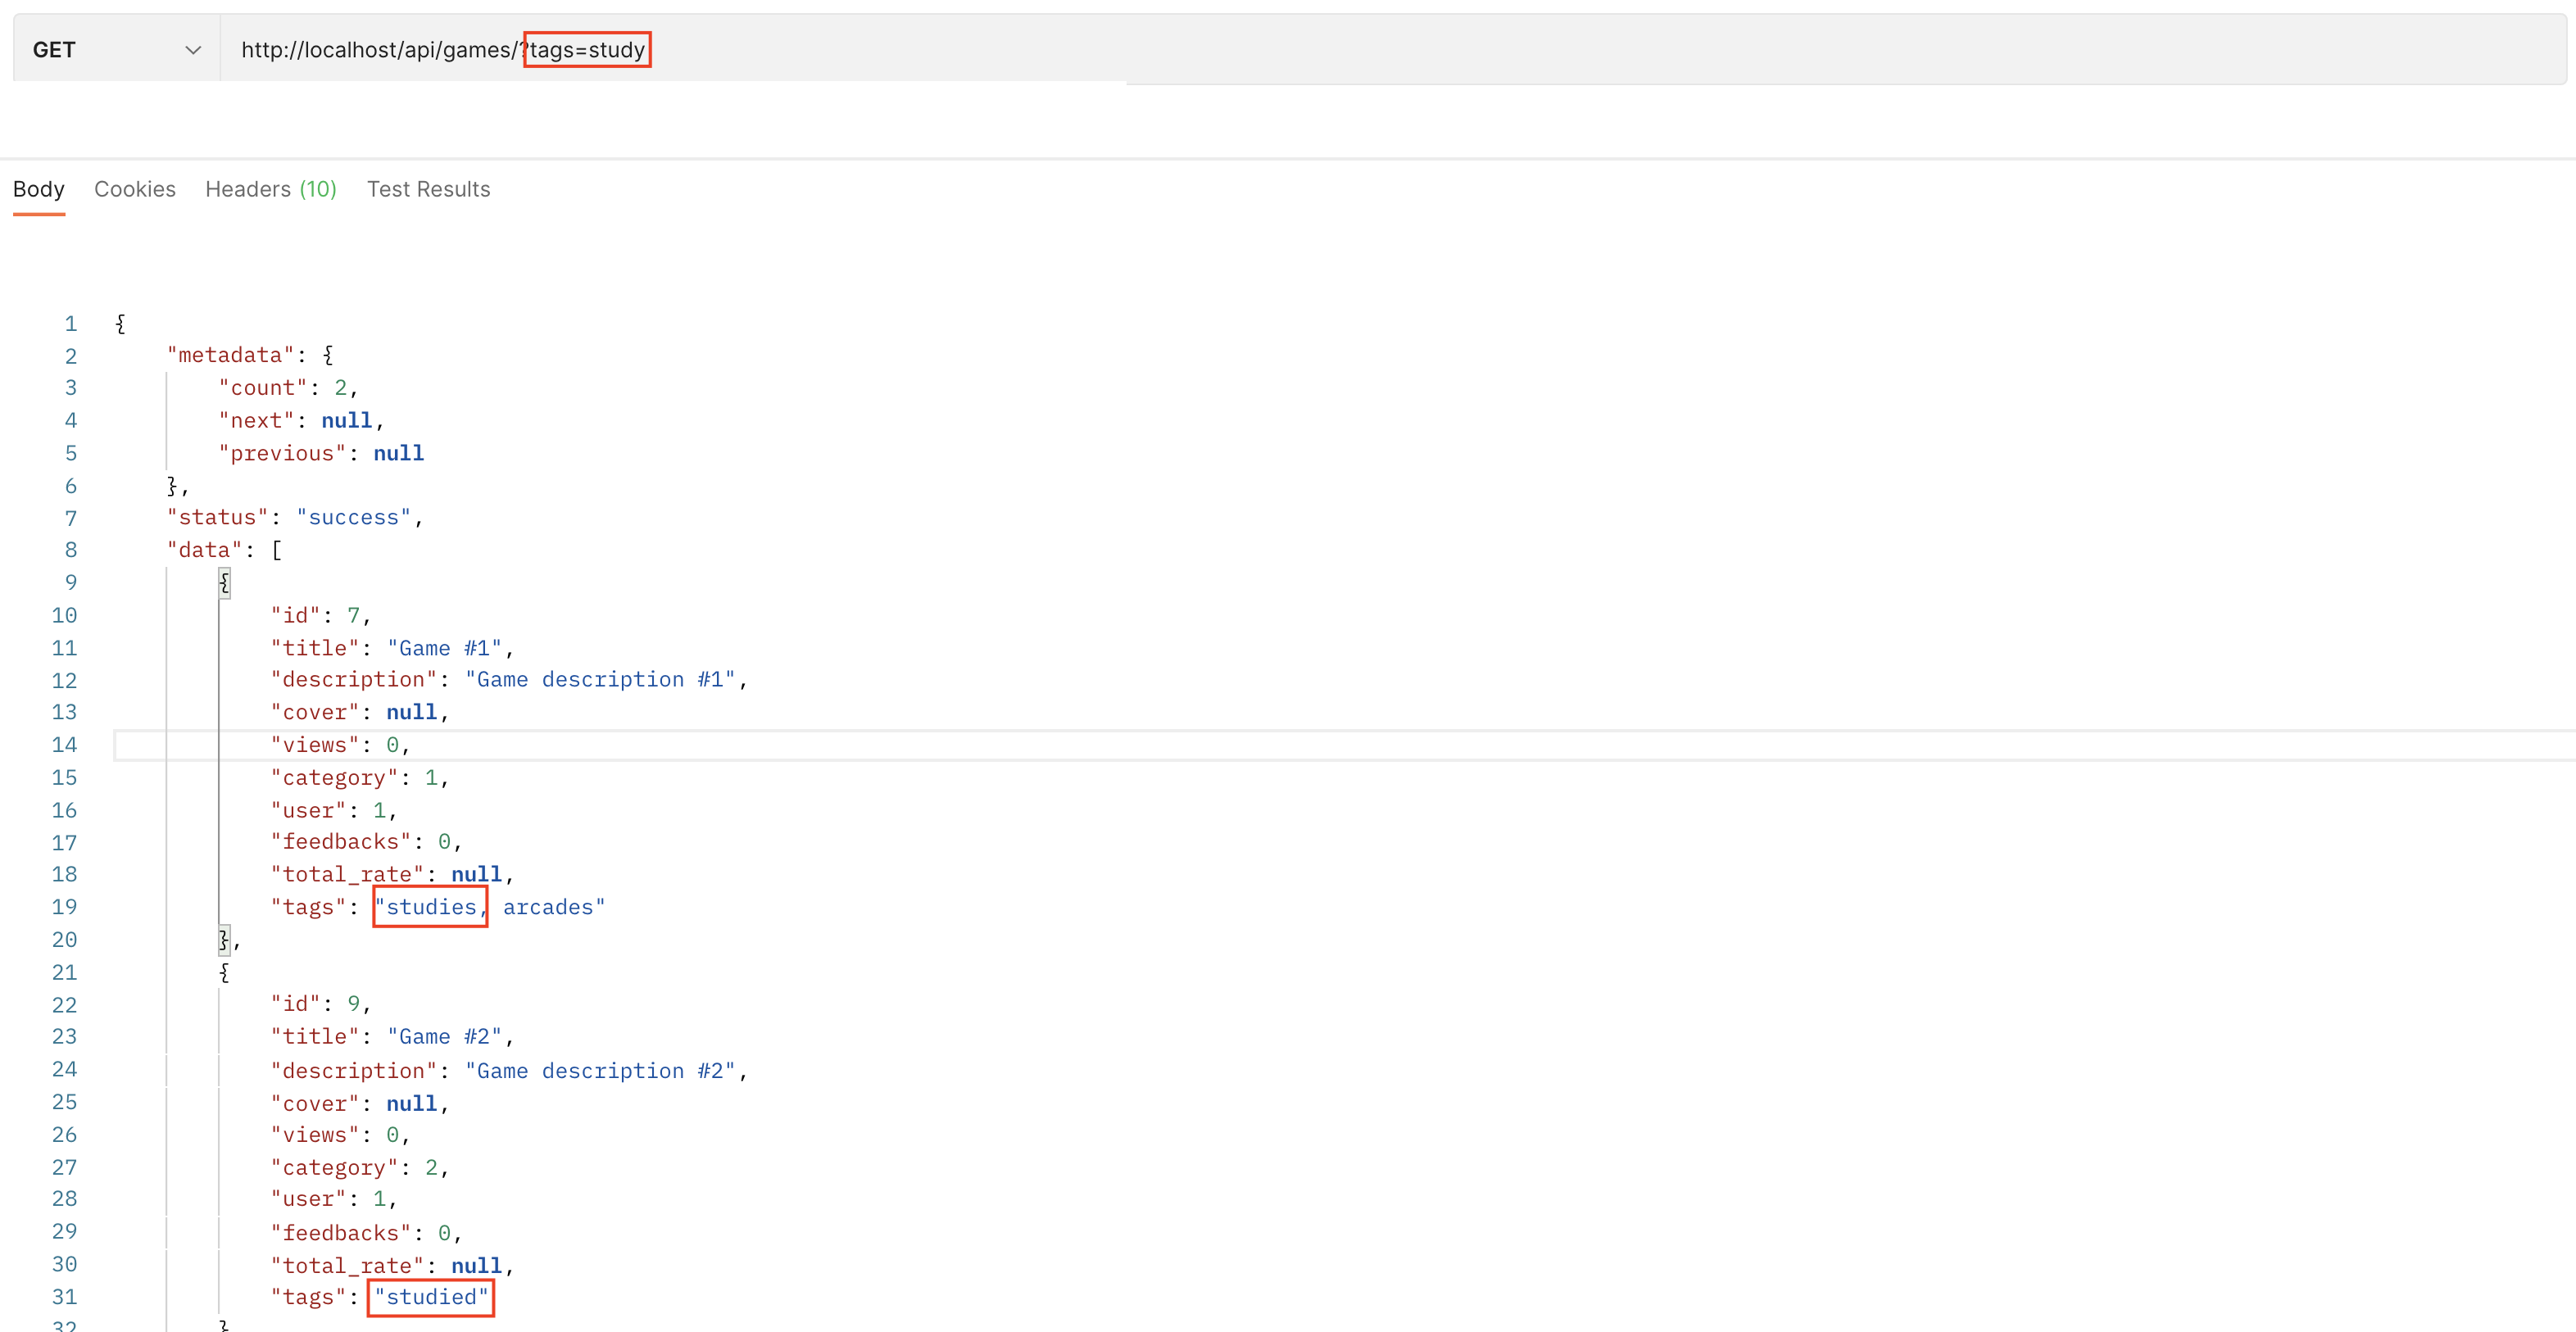 GET http://localhost/api/games/?tags=study
Body Cookies Headers (10) Test Results
1 {
2 "metadata": {
3 "count": 2,
4 "next": null,
5 "previous": null
6 },
7 "status": "success",
8 "data": [
9 {
10 "id": 7,
11 "title": "Game #1",
12 "description": "Game description #1",
13 "cover": null,
14 "views": 0,
15 "category": 1,
16 "user": 1,
17 "feedbacks": 0,
18 "total_rate": null,
19 "tags": "studies, arcades"
20 },
21 {
22 "id": 9,
23 "title": "Game #2",
24 "description": "Game description #2",
25 "cover": null,
26 "views": 0,
27 "category": 2,
28 "user": 1,
29 "feedbacks": 0,
30 "total_rate": null,
31 "tags": "studied"
32 }